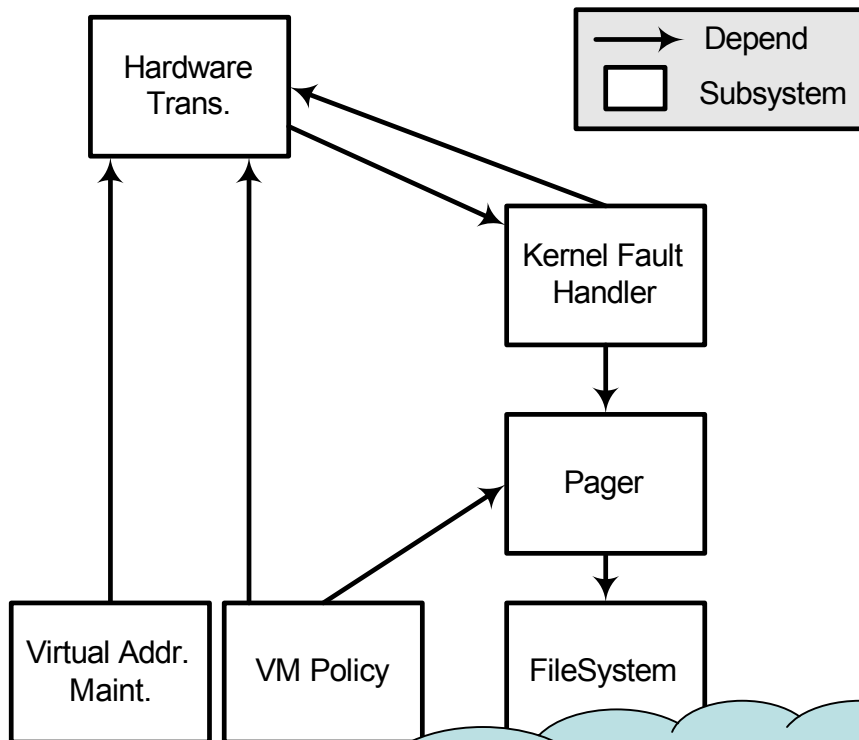 Hardware
Trans.
Depend
Subsystem
Kernel Fault
Handler
Pager
Virtual Addr.
Maint.
VM Policy
FileSystem